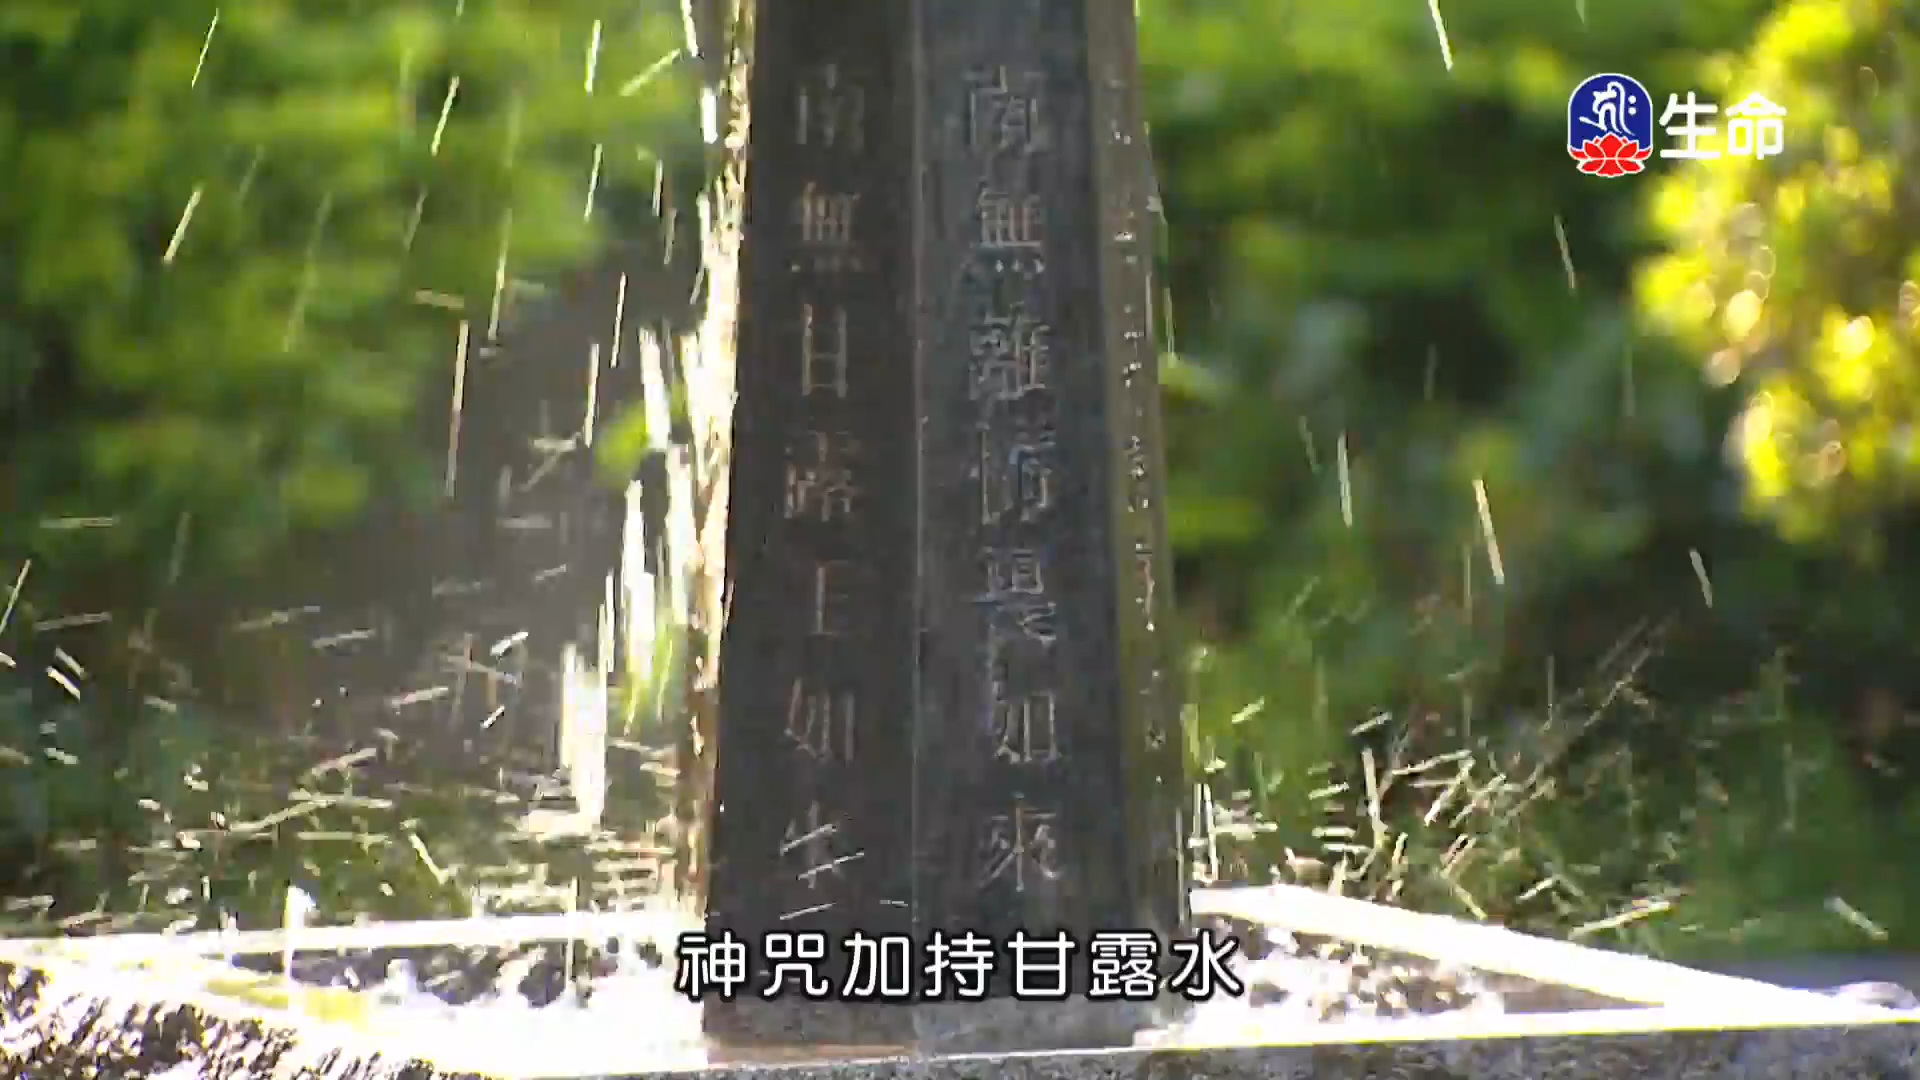 生命
南無離怖畏如來
南無甘露王如來
神咒加持甘露水